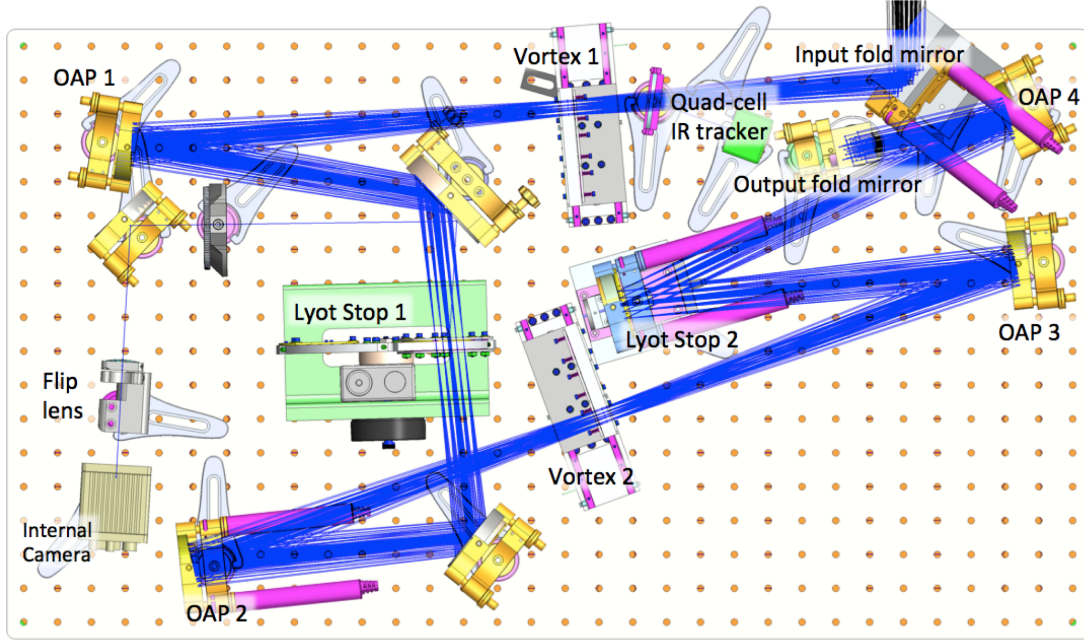 OAP 1
Vortex 1
Input fold mirror
Quad-cell
IR tracker
OAP 4
Output fold mirror
Lyot Stop 1
Lyot Stop 2
OAP 3
Flip
lens
Vortex 2
Internal
Camera
OAP 2